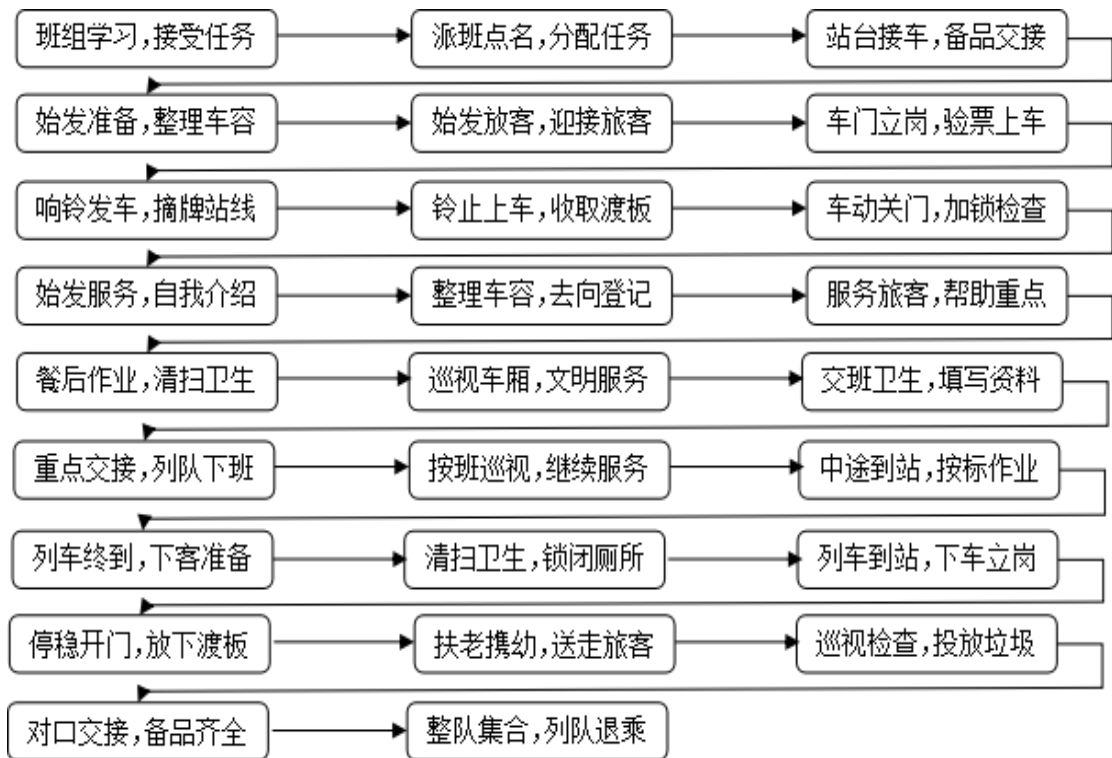 班组学习,接受任务
派班点名,分配任务
站台接车,备品交接
始发准备,整理车容
始发放客,迎接旅客
车门立岗,验票上车
响铃发车,摘牌站线
铃止上车,收取渡板
车动关门,加锁检查
始发服务,自我介绍
整理车容,去向登记
服务旅客,帮助重点
餐后作业,清扫卫生
巡视车厢,文明服务
交班卫生,填写资料
重点交接,列队下班
按班巡视,继续服务
中途到站,按标作业
列车终到,下客准备
清扫卫生,锁闭厕所
列车到站,下车立岗
停稳开门,放下渡板
扶老携幼,送走旅客
巡视检查,投放垃圾
对口交接,备品齐全
整队集合,列队退乘